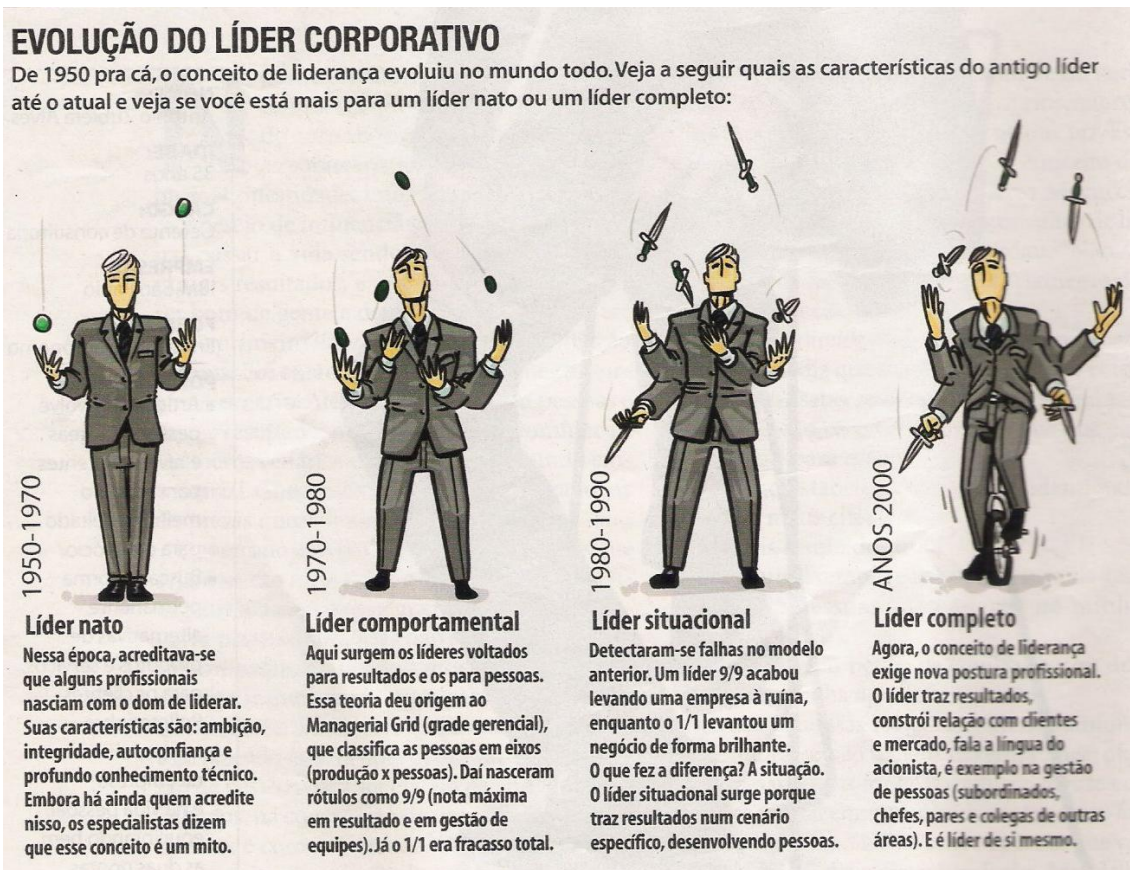 EVOLUÇÃO DO LÍDER CORPORATIVO
De 1950 pra cá, o conceito de liderança evoluiu no mundo todo. Veja a seguir quais as características do antigo líder
até o atual e veja se você está mais para um líder nato ou um líder completo:
1950-1970
Líder nato
Nessa época, acreditava-se
que alguns profissionais
nasciam com o dom de liderar.
Suas características são: ambição,
integridade, autoconfiança e
profundo conhecimento técnico.
Embora há ainda quem acredite
nisso, os especialistas dizem
que esse conceito é um mito.
1970-1980
Líder comportamental
Aqui surgem os líderes voltados
para resultados e os para pessoas.
Essa teoria deu origem ao
Managerial Grid (grade gerencial),
que classifica as pessoas em eixos
(produção x pessoas). Daí nasceram
rótulos como 9/9 (nota máxima
em resultado e em gestão de
equipes). Já o 1/1 era fracasso total.
1980-1990
Líder situacional
Detectaram-se falhas no modelo
anterior. Um líder 9/9 acabou
levando uma empresa à ruína,
enquanto o 1/1 levantou um
negócio de forma brilhante.
O que fez a diferença? A situação.
O líder situacional surge porque
traz resultados num cenário
específico, desenvolvendo pessoas.
ANOS 2000
Líder completo
Agora, o conceito de liderança
exige nova postura profissional.
O líder traz resultados,
constrói relação com clientes
e mercado, fala a língua do
acionista, é exemplo na gestão
de pessoas (subordinados,
chefes, pares e colegas de outras
áreas). E é líder de si mesmo.